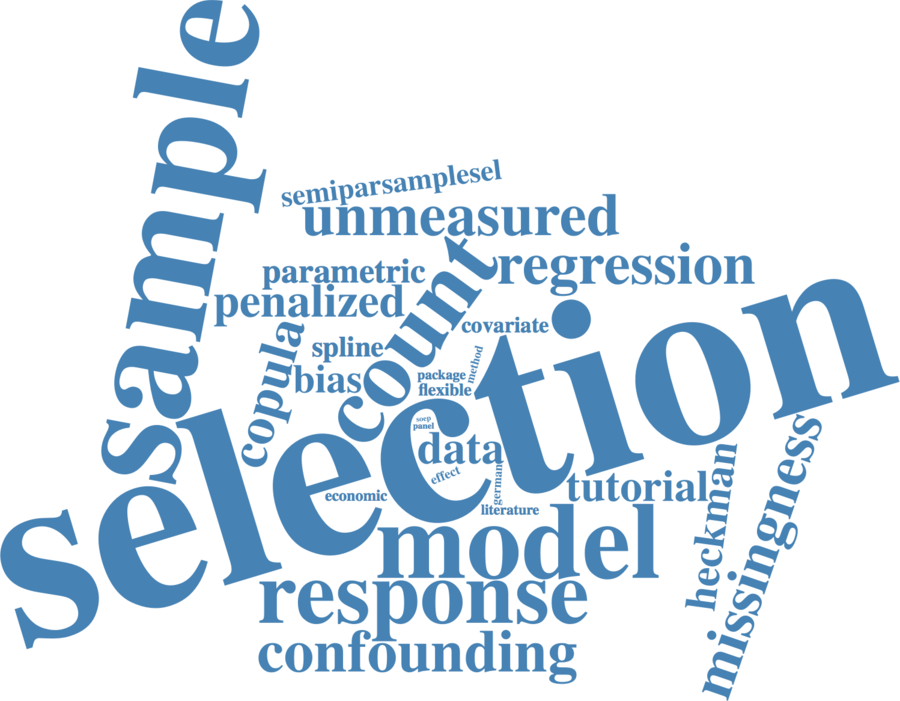 sample
semiparsamplesel
unmeasured
count
regression
parametric
penalized
selection
covariate
copula
spline
bias
method
package
flexible
soep
panel
data
effect
german
economic
literature
tutorial
heckman
missingness
model
response
confounding